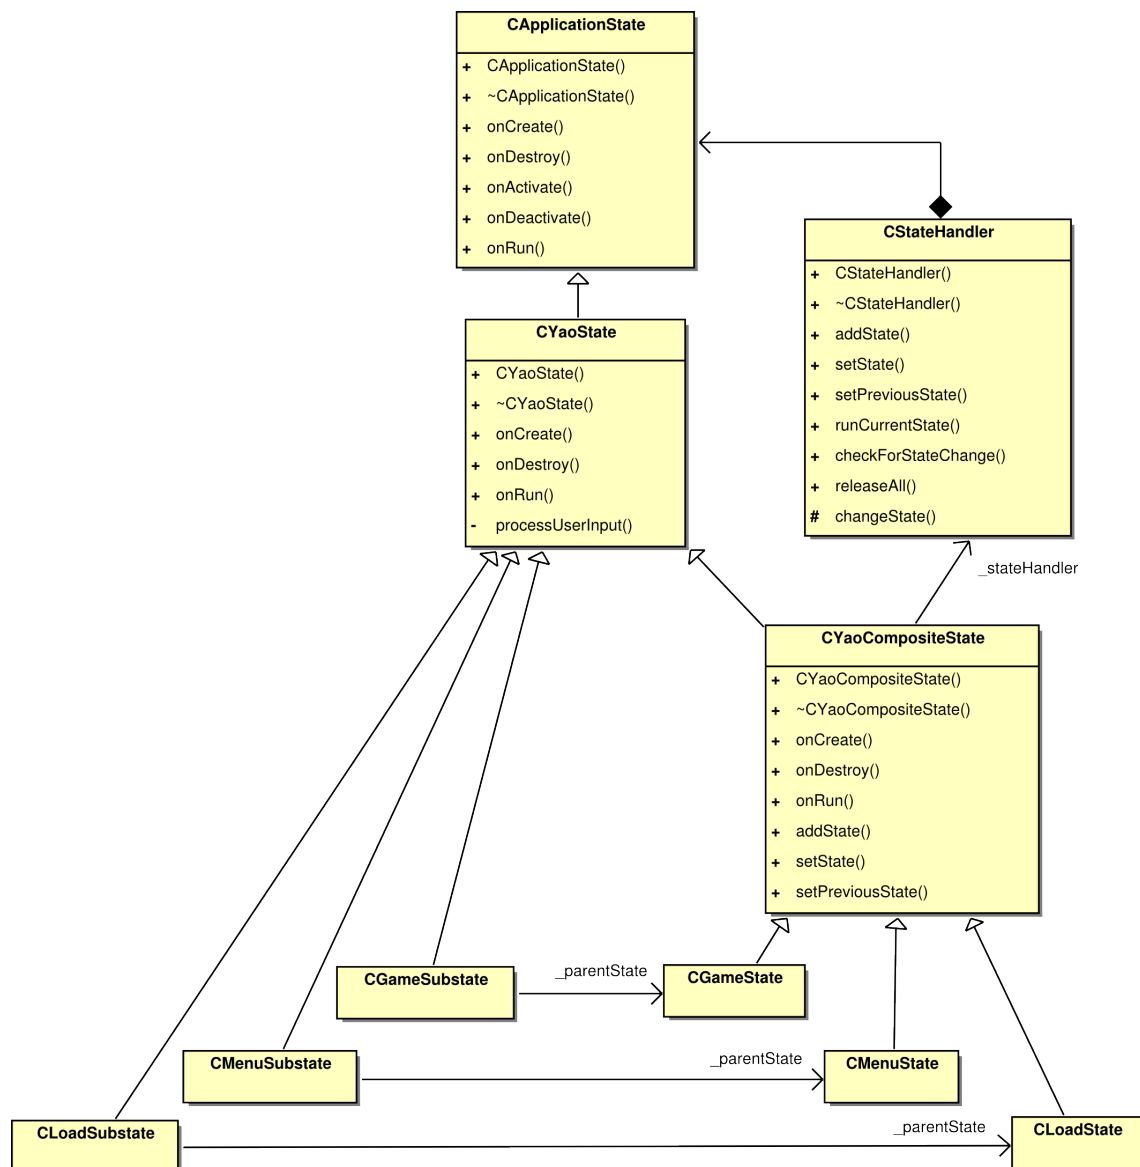 CApplicationState
+ CApplicationState()
+ ~CApplicationState()
+ onCreate()
+ onDestroy()
+ onActivate()
+ onDeactivate()
+ onRun()
CStateHandler
+ CStateHandler()
+ ~CStateHandler()
+ addState()
+ setState()
+ setPreviousState()
+ runCurrentState()
+ checkForStateChange()
+ releaseAll()
# changeState()
CYaoState
+ CYaoState()
+ ~CYaoState()
+ onCreate()
+ onDestroy()
+ onRun()
- processUserInput()
_stateHandler
CYaoCompositeState
+ CYaoCompositeState()
+ ~CYaoCompositeState()
+ onCreate()
+ onDestroy()
+ onRun()
+ addState()
+ setState()
+ setPreviousState()
CGameSubstate
_parentState
CGameState
CMenuSubstate
_parentState
CMenuState
CLoadSubstate
_parentState
CLoadState